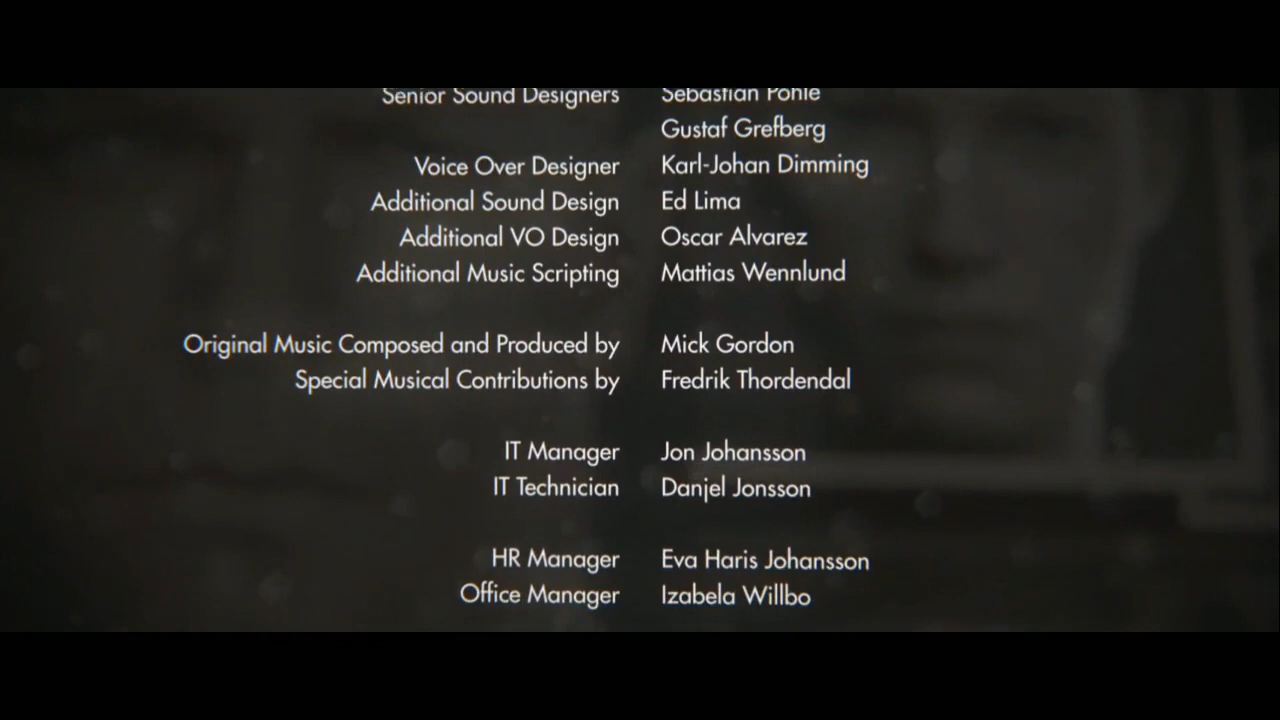 Senior Sound Designers Sebastian Pohle
Gustaf Grefberg
Voice Over Designer Karl-Johan Dimming
Additional Sound Design Ed Lima
Additional VO Design Oscar Alvarez
Additional Music Scripting Mattias Wennlund
Original Music Composed and Produced by Mick Gordon
Special Musical Contributions by Fredrik Thordendal
IT Manager Jon Johansson
IT Technician Danjel Jonsson
HR Manager Eva Haris Johansson
Office Manager Izabela Willbo